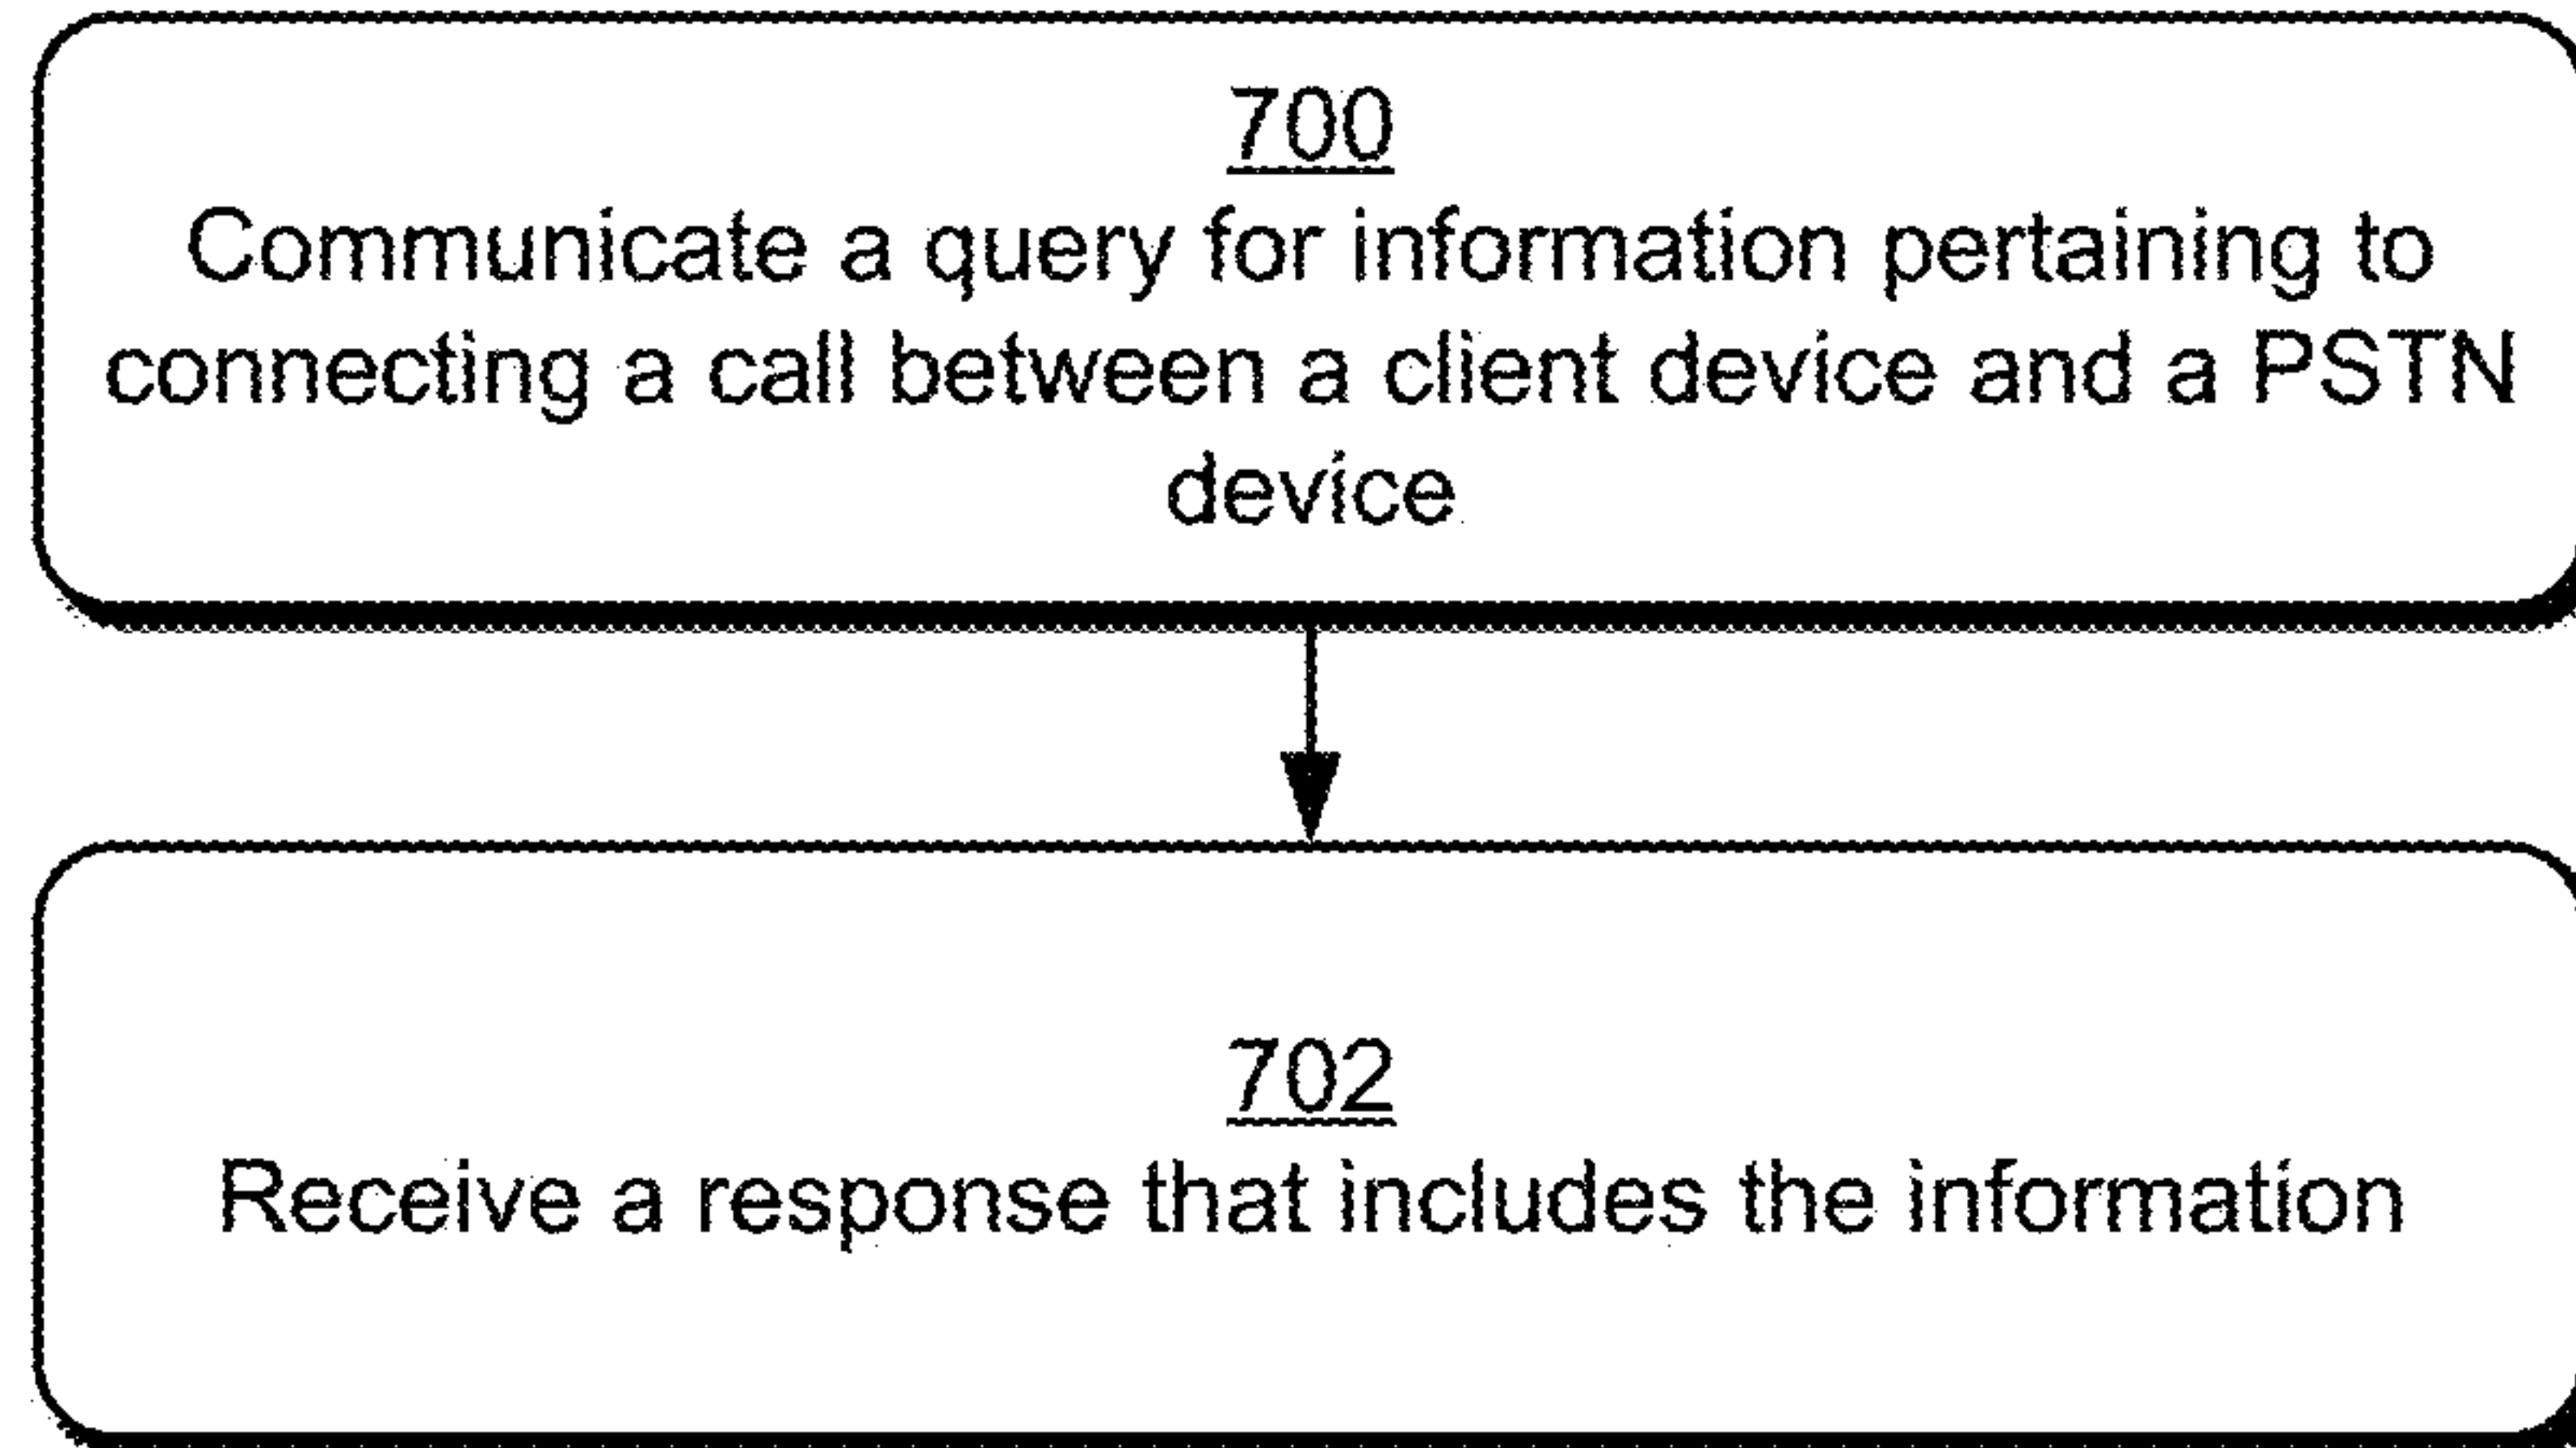 700
Communicate a query for information pertaining to
connecting a call between a client device and a PSTN
device
702
Receive a response that includes the information